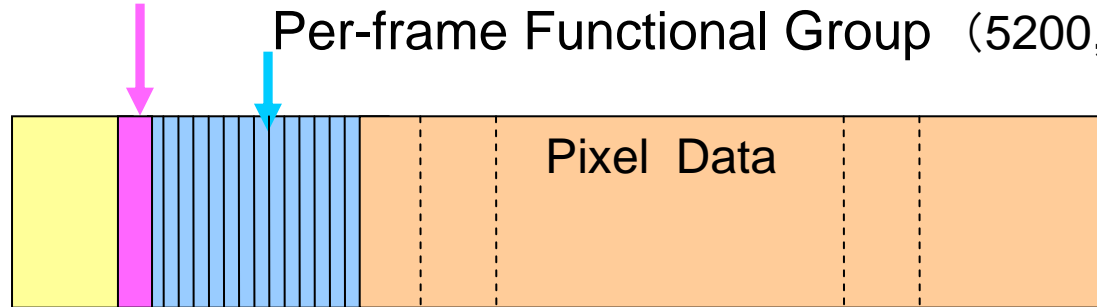 Per-frame Functional Group（5200,
Pixel Data